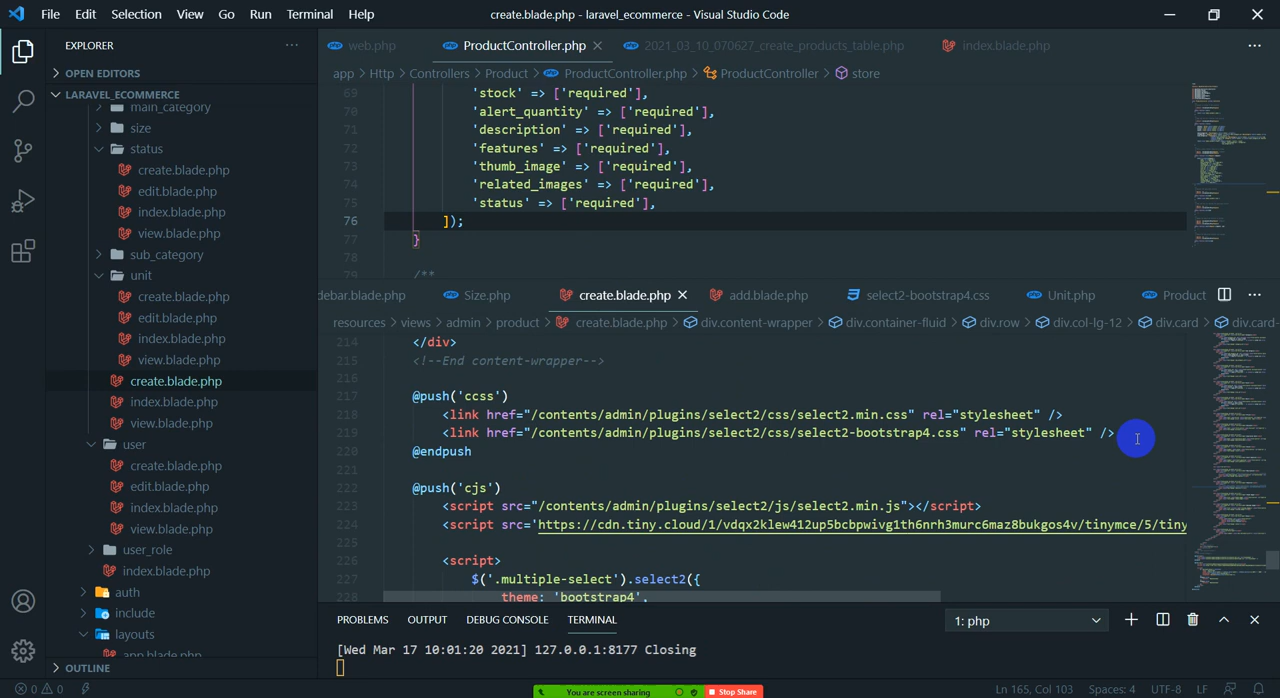 File Edit Selection View Go Run Terminal Help
create.blade.php - laravel_ecommerce - Visual Studio Code
EXPLORER
OPEN EDITORS
LARAVEL_ECOMMERCE
main_category
size
status
create.blade.php
edit.blade.php
index.blade.php
view.blade.php
sub_category
unit
create.blade.php
edit.blade.php
index.blade.php
view.blade.php
create.blade.php
index.blade.php
view.blade.php
user
create.blade.php
edit.blade.php
index.blade.php
view.blade.php
user_role
index.blade.php
auth
include
layouts
app.blade.php
OUTLINE
web.php ProductController.php 2021_03_10_070627_create_products_table.php index.blade.php
app > Http > Controllers > Product > ProductController.php > ProductController > store
69 'stock' => ['required'],
70 'alert_quantity' => ['required'],
71 'description' => ['required'],
72 'features' => ['required'],
73 'thumb_image' => ['required'],
74 'related_images' => ['required'],
75 'status' => ['required'],
76 ]);
77 }
78
79 /**
debar.blade.php Size.php create.blade.php add.blade.php select2-bootstrap4.css Unit.php Product
resources > views > admin > product > create.blade.php > div.content-wrapper > div.container-fluid > div.row > div.col-lg-12 > div.card > div.card-
214 </div>
215 <!--End content-wrapper-->
216
217 @push('ccss')
218 <link href="/contents/admin/plugins/select2/css/select2.min.css" rel="stylesheet" />
219 <link href="/contents/admin/plugins/select2/css/select2-bootstrap4.css" rel="stylesheet" />
220 @endpush
221
222 @push('cjs')
223 <script src="/contents/admin/plugins/select2/js/select2.min.js"></script>
224 <script src='https://cdn.tiny.cloud/1/vdqx2klew412up5bcbpwivg1th6nrh3murc6maz8bukgos4v/tinymce/5/tiny
225
226 <script>
227 $('.multiple-select').select2({
228 theme: 'bootstrap4',
PROBLEMS OUTPUT DEBUG CONSOLE TERMINAL
1: php
[Wed Mar 17 10:01:20 2021] 127.0.0.1:8177 Closing
0 0
You are screen sharing Stop Share
Ln 165, Col 103 Spaces: 4 UTF-8 LF